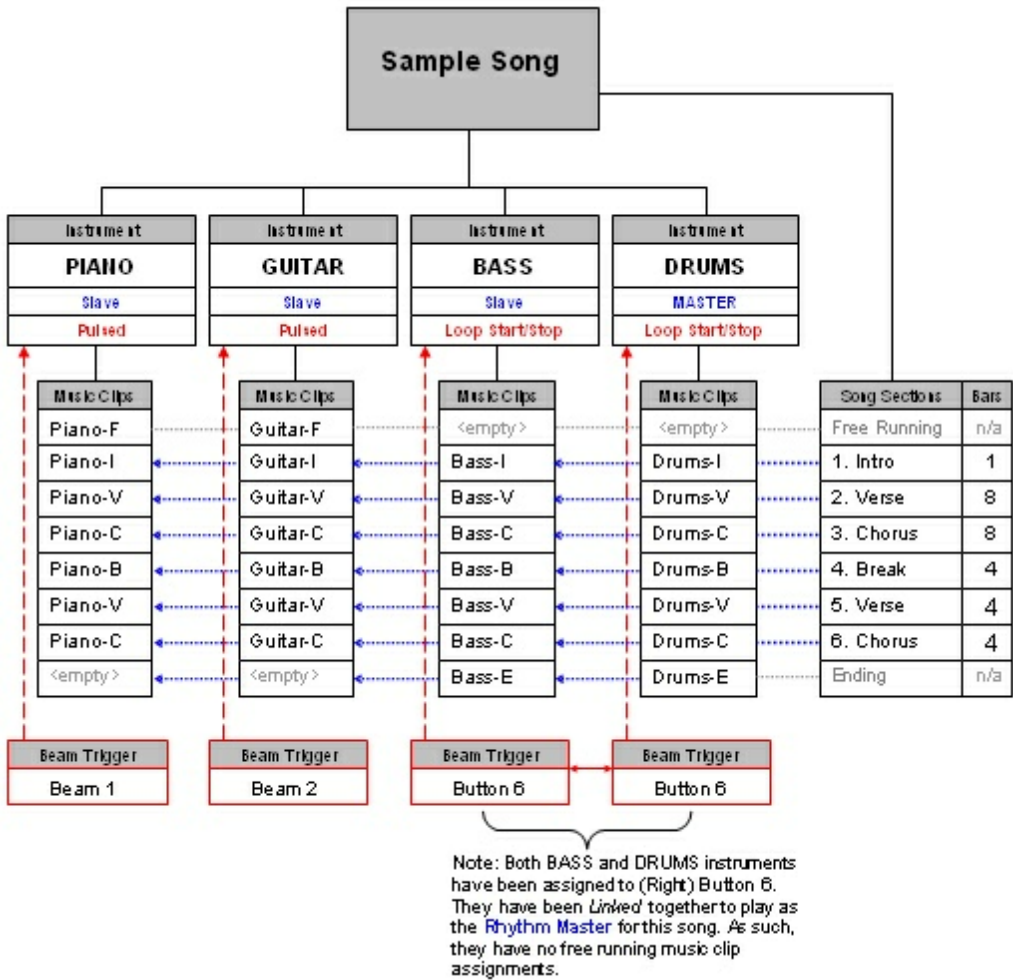 Sample Song
Instrument Instrument Instrument Instrument
PIANO GUITAR BASS DRUMS
Slave Slave Slave MASTER
Pulsed Pulsed Loop Start/Stop Loop Start/Stop
Music Clips Music Clips Music Clips Music Clips Song Sections Bars
Piano-F Guitar-F <empty> <empty> Free Running n/a
Piano-I Guitar-I Bass-I Drums-I 1. Intro 1
Piano-V Guitar-V Bass-V Drums-V 2. Verse 8
Piano-C Guitar-C Bass-C Drums-C 3. Chorus 8
Piano-B Guitar-B Bass-B Drums-B 4. Break 4
Piano-V Guitar-V Bass-V Drums-V 5. Verse 4
Piano-C Guitar-C Bass-C Drums-C 6. Chorus 4
<empty> <empty> Bass-E Drums-E Ending n/a
Beam Trigger Beam Trigger Beam Trigger Beam Trigger
Beam 1 Beam 2 Button 6 Button 6
Note: Both BASS and DRUMS instruments
have been assigned to (Right) Button 6.
They have been Linked together to play as
the Rhythm Master for this song. As such,
they have no free running music clip
assignments.